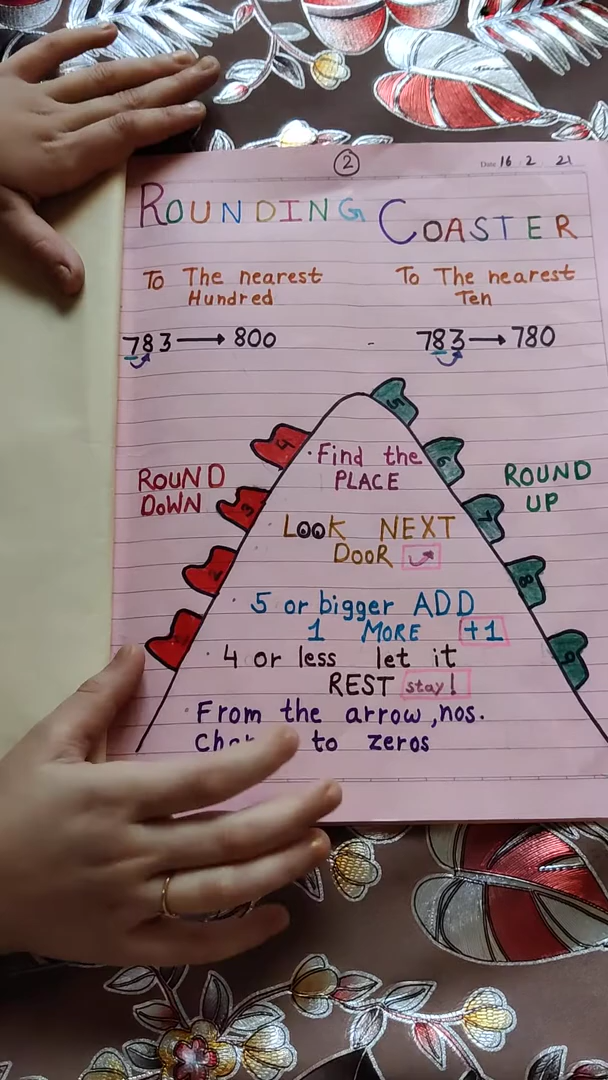 2
Date 16 2 21
ROUNDING COASTER
To The nearest
Hundred
To The nearest
Ten
783 → 800
- 783 → 780
5
4
6
3
7
8
9
ROUND
DOWN
ROUND
UP
· Find the
PLACE
LOOK NEXT
DOOR
· 5 or bigger ADD
1 MORE +1
· 4 or less let it
REST stay!
· From the arrow, nos.
to zeros